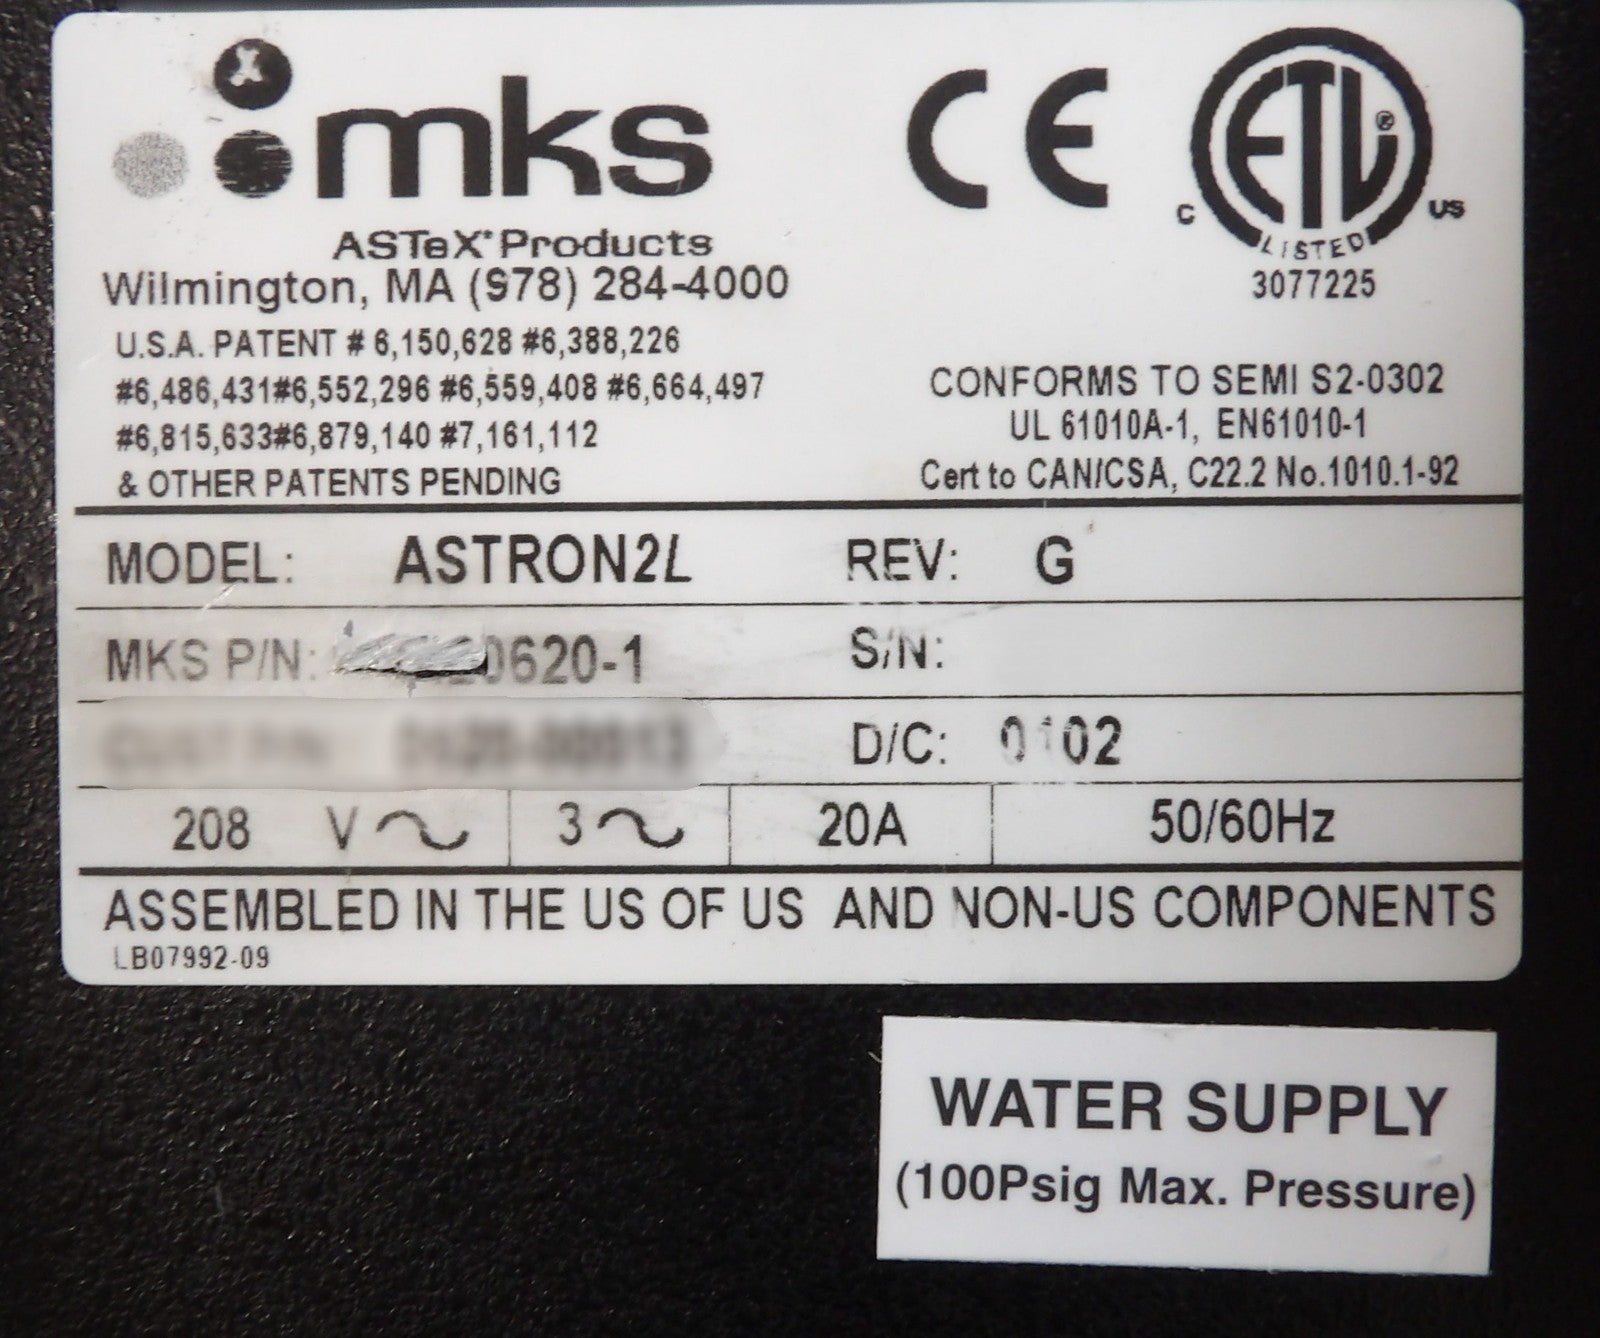 mks
CE
ETL®
C
US
LISTED
3077225
ASTeX® Products
Wilmington, MA (978) 284-4000
U.S.A. PATENT # 6,150,628 #6,388,226
#6,486,431#6,552,296 #6,559,408 #6,664,497
#6,815,633#6,879,140 #7,161,112
& OTHER PATENTS PENDING
CONFORMS TO SEMI S2-0302
UL 61010A-1, EN61010-1
Cert to CAN/CSA, C22.2 No.1010.1-92
MODEL: ASTRON2L REV: G
MKS P/N: 0620-1 S/N:
D/C: 0102
208 V 3 20A 50/60Hz
ASSEMBLED IN THE US OF US AND NON-US COMPONENTS
LB07992-09
WATER SUPPLY
(100Psig Max. Pressure)